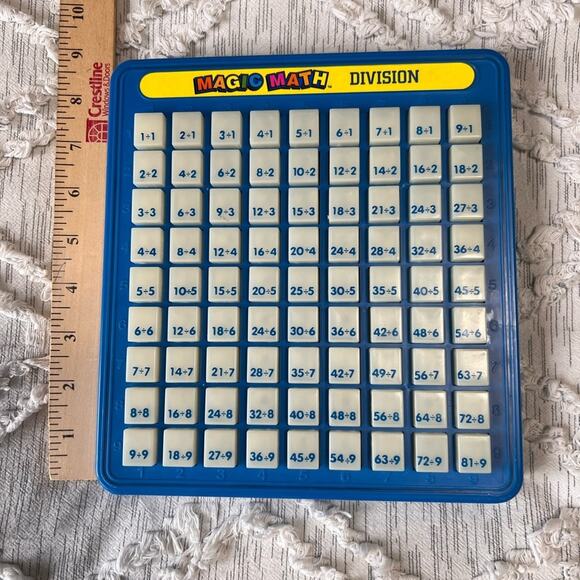 MAGIC MATH™ DIVISION
1÷1 2÷1 3÷1 4÷1 5÷1 6÷1 7÷1 8÷1 9÷1
2÷2 4÷2 6÷2 8÷2 10÷2 12÷2 14÷2 16÷2 18÷2
3÷3 6÷3 9÷3 12÷3 15÷3 18÷3 21÷3 24÷3 27÷3
4÷4 8÷4 12÷4 16÷4 20÷4 24÷4 28÷4 32÷4 36÷4
5÷5 10÷5 15÷5 20÷5 25÷5 30÷5 35÷5 40÷5 45÷5
6÷6 12÷6 18÷6 24÷6 30÷6 36÷6 42÷6 48÷6 54÷6
7÷7 14÷7 21÷7 28÷7 35÷7 42÷7 49÷7 56÷7 63÷7
8÷8 16÷8 24÷8 32÷8 40÷8 48÷8 56÷8 64÷8 72÷8
9÷9 18÷9 27÷9 36÷9 45÷9 54÷9 63÷9 72÷9 81÷9
1 2 3 4 5 6 7 8 9 10
Crestline
Windows & Doors